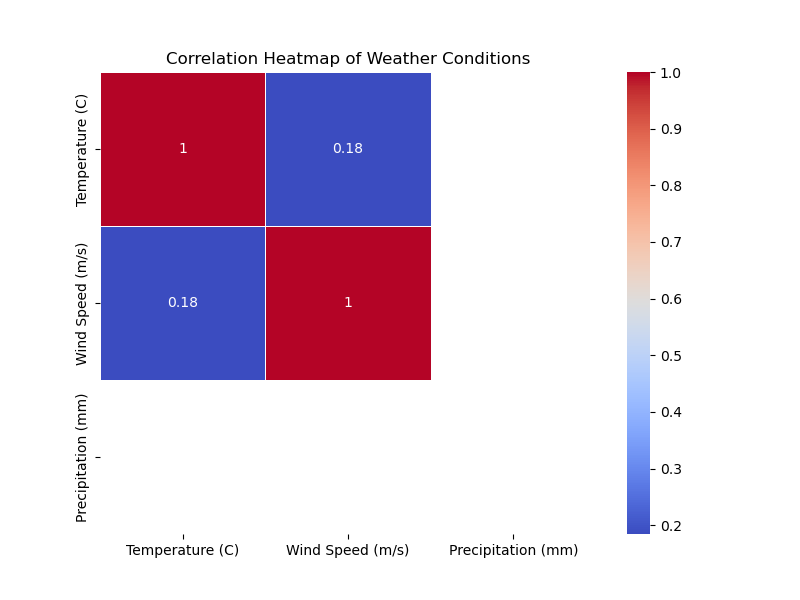 Correlation Heatmap of Weather Conditions
Temperature (C)
Wind Speed (m/s)
Precipitation (mm)
1
0.18
0.18
1
Temperature (C)
Wind Speed (m/s)
Precipitation (mm)
1.0
0.9
0.8
0.7
0.6
0.5
0.4
0.3
0.2